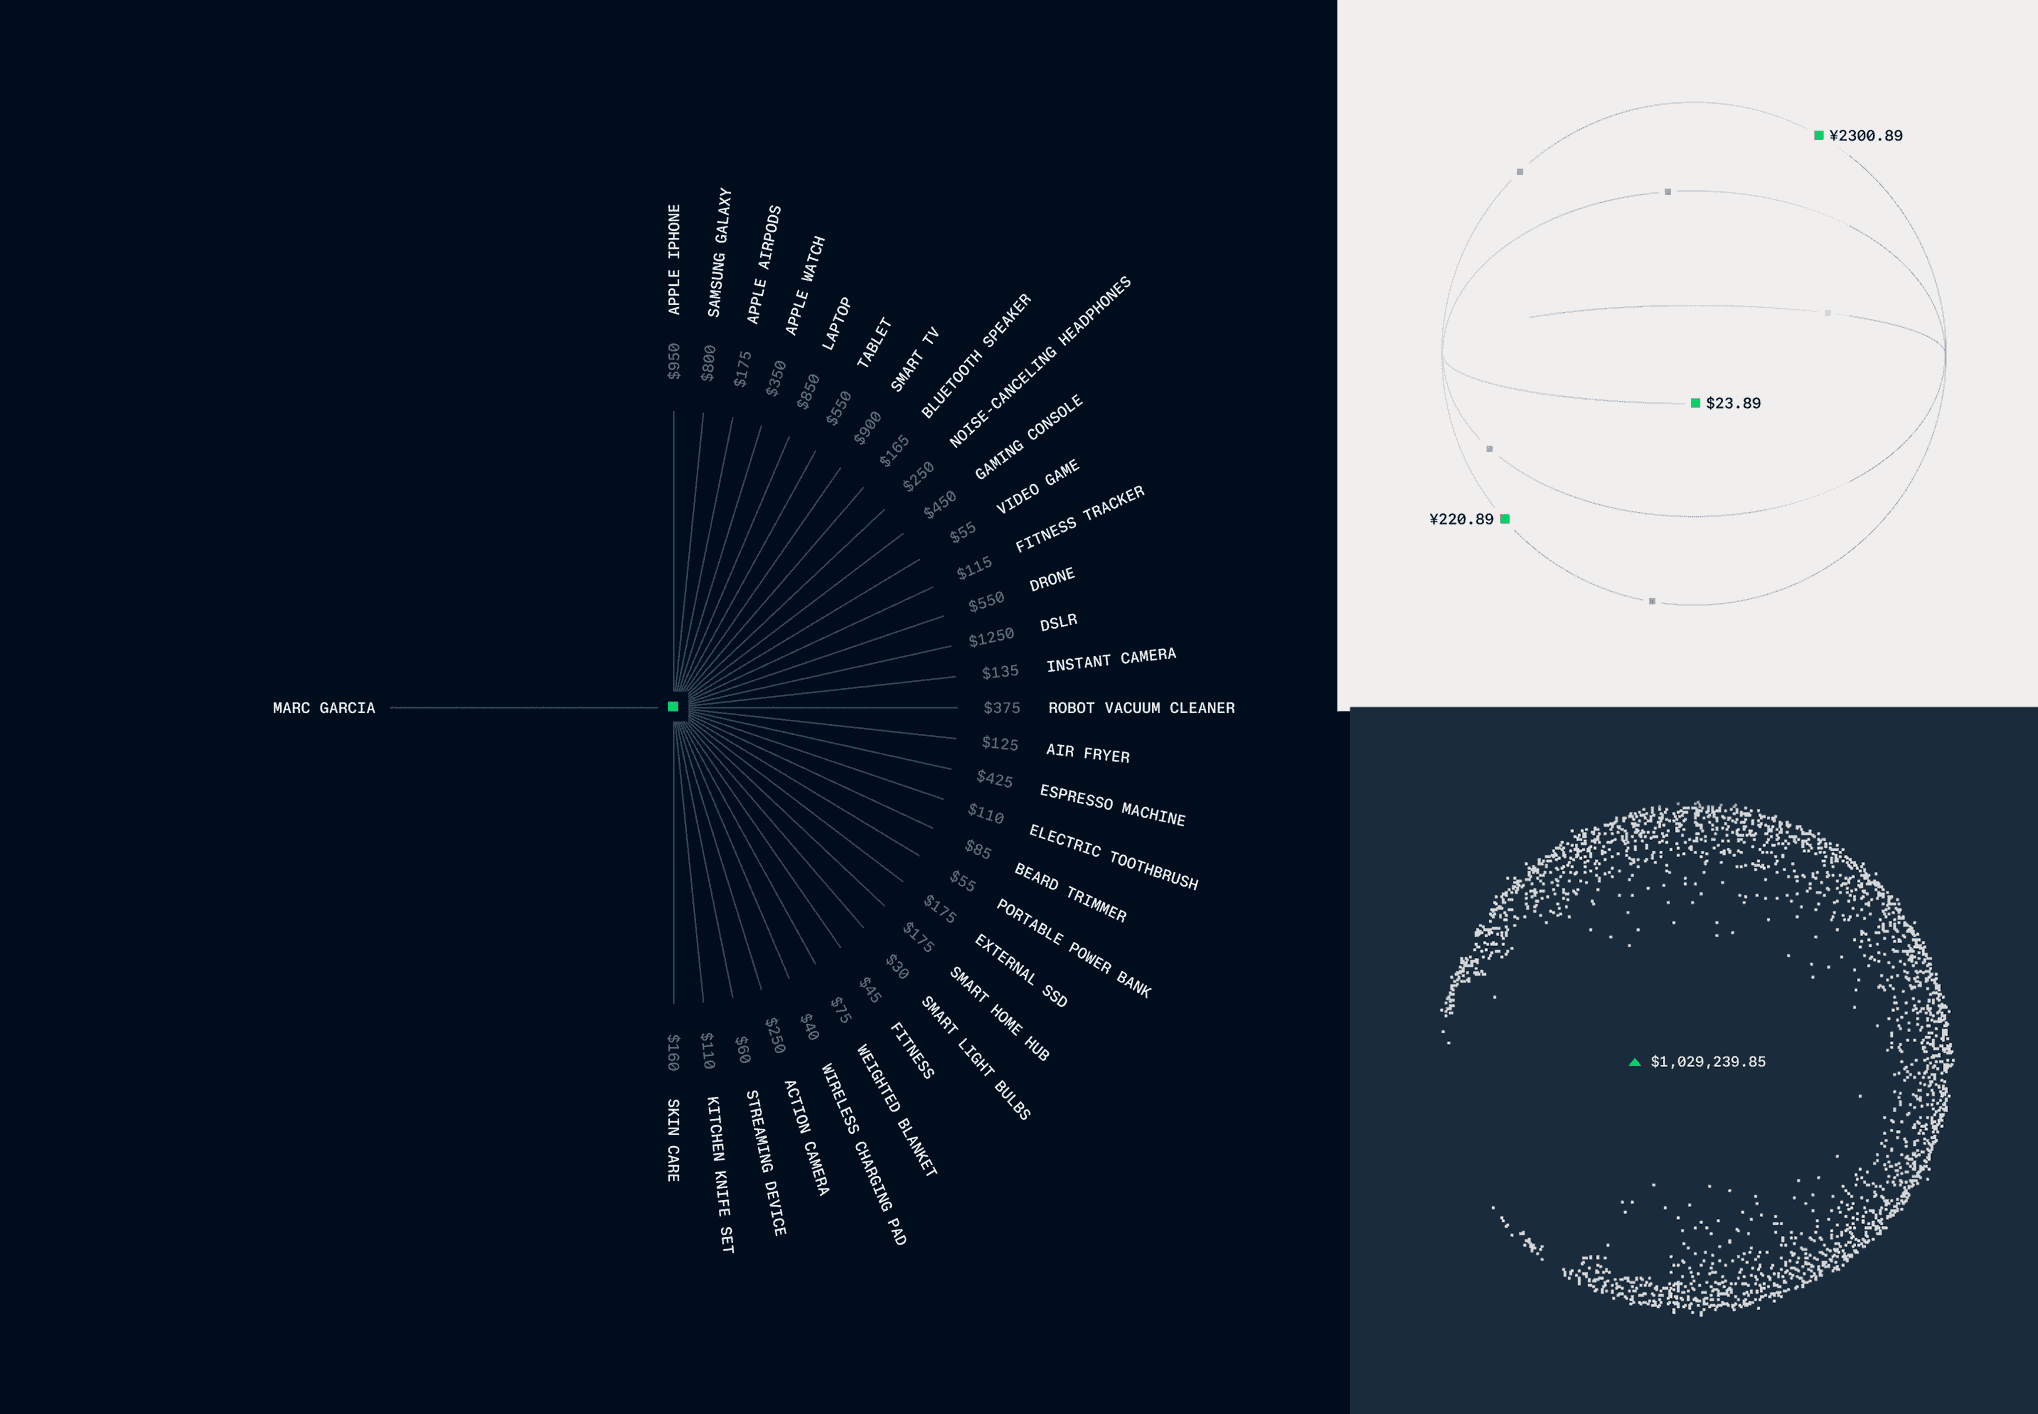 MARC GARCIA
$950 APPLE IPHONE
$800 SAMSUNG GALAXY
$175 APPLE AIRPODS
$350 APPLE WATCH
$850 LAPTOP
$550 TABLET
$900 SMART TV
$165 BLUETOOTH SPEAKER
$250 NOISE-CANCELING HEADPHONES
$450 GAMING CONSOLE
$55 VIDEO GAME
$115 FITNESS TRACKER
$550 DRONE
$1250 DSLR
$135 INSTANT CAMERA
$375 ROBOT VACUUM CLEANER
$125 AIR FRYER
$425 ESPRESSO MACHINE
$110 ELECTRIC TOOTHBRUSH
$85 BEARD TRIMMER
$55 PORTABLE POWER BANK
$175 EXTERNAL SSD
$175 SMART HOME HUB
$30 SMART LIGHT BULBS
$45 FITNESS
$75 WEIGHTED BLANKET
$40 WIRELESS CHARGING PAD
$250 ACTION CAMERA
$60 STREAMING DEVICE
$110 KITCHEN KNIFE SET
$160 SKIN CARE
¥2300.89
$23.89
¥220.89
$1,029,239.85